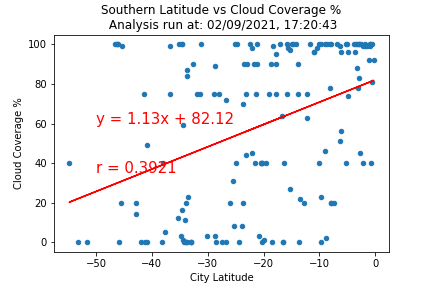 Southern Latitude vs Cloud Coverage %
Analysis run at: 02/09/2021, 17:20:43
100
80
60
40
20
0
Cloud Coverage %
y = 1.13x + 82.12
r = 0.3921
−50
−40
−30
−20
−10
0
City Latitude